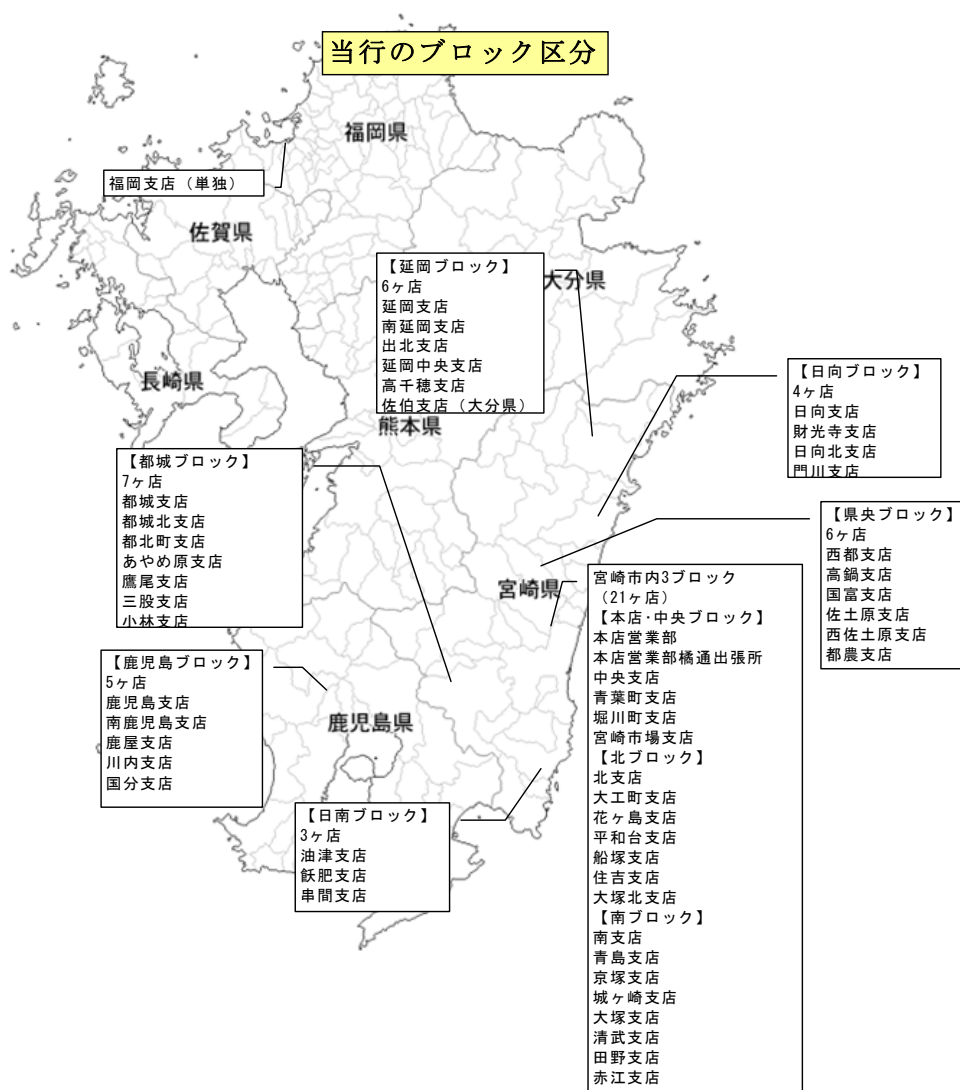 当行のブロック区分
福岡県
福岡支店（単独）
佐賀県
【延岡ブロック】
6ヶ店
延岡支店
南延岡支店
出北支店
延岡中央支店
高千穂支店
佐伯支店（大分県）
大分県
長崎県
熊本県
【日向ブロック】
4ヶ店
日向支店
財光寺支店
日向北支店
門川支店
【都城ブロック】
7ヶ店
都城支店
都城北支店
都北町支店
あやめ原支店
鷹尾支店
三股支店
小林支店
【県央ブロック】
6ヶ店
西都支店
高鍋支店
国富支店
佐土原支店
西佐土原支店
都農支店
宮崎県
宮崎市内3ブロック
（21ヶ店）
【本店･中央ブロック】
本店営業部
本店営業部橘通出張所
中央支店
青葉町支店
堀川町支店
宮崎市場支店
【北ブロック】
北支店
大工町支店
花ヶ島支店
平和台支店
船塚支店
住吉支店
大塚北支店
【南ブロック】
南支店
青島支店
京塚支店
城ヶ崎支店
大塚支店
清武支店
田野支店
赤江支店
【鹿児島ブロック】
5ヶ店
鹿児島支店
南鹿児島支店
鹿屋支店
川内支店
国分支店
鹿児島県
【日南ブロック】
3ヶ店
油津支店
飫肥支店
串間支店